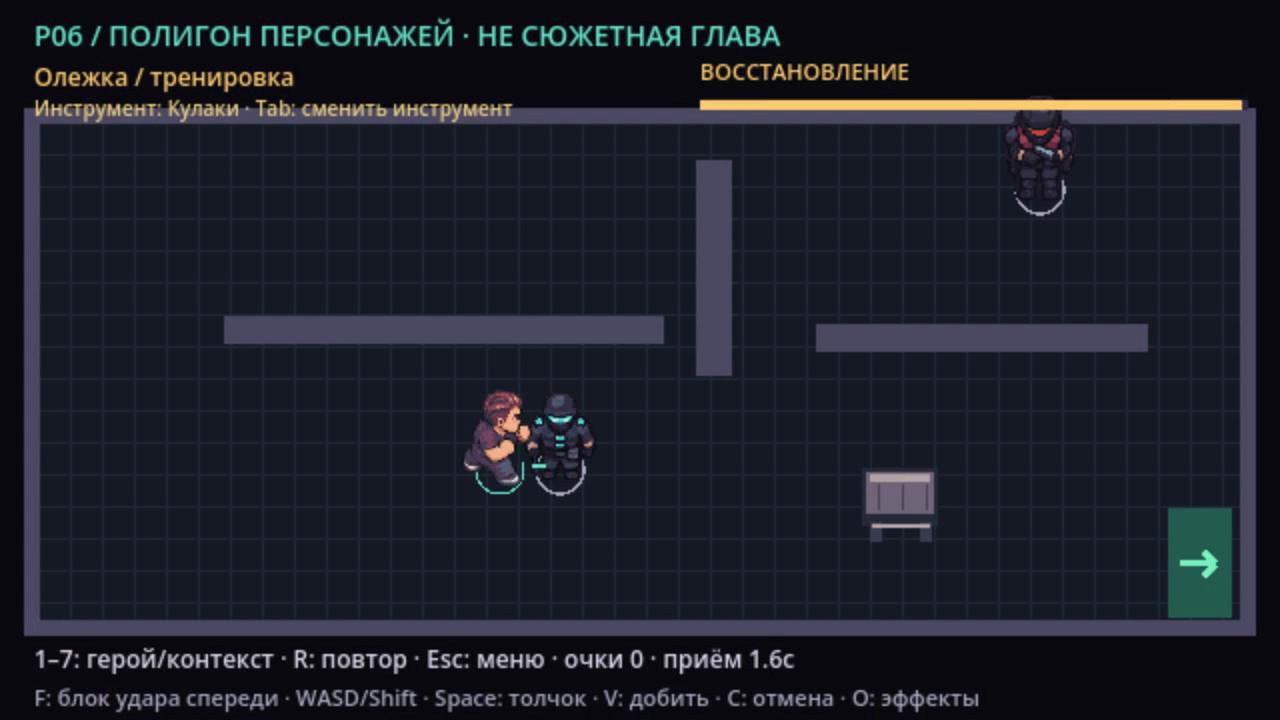 P06 / ПОЛИГОН ПЕРСОНАЖЕЙ · НЕ СЮЖЕТНАЯ ГЛАВА
Олежка / тренировка
ВОССТАНОВЛЕНИЕ
Инструмент: Кулаки · Tab: сменить инструмент
→
1–7: герой/контекст · R: повтор · Esc: меню · очки 0 · приём 1.6с
F: блок удара спереди · WASD/Shift · Space: толчок · V: добить · C: отмена · O: эффекты